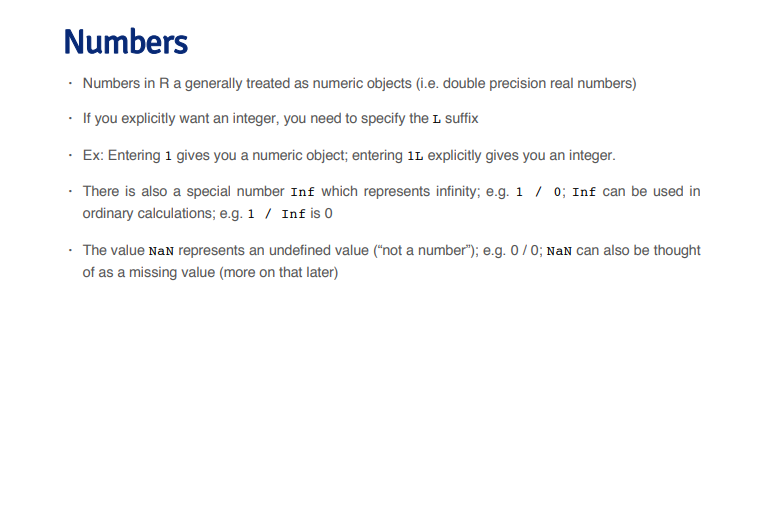 Numbers
· Numbers in R a generally treated as numeric objects (i.e. double precision real numbers)
· If you explicitly want an integer, you need to specify the L suffix
· Ex: Entering 1 gives you a numeric object; entering 1L explicitly gives you an integer.
· There is also a special number Inf which represents infinity; e.g. 1 / 0; Inf can be used in
ordinary calculations; e.g. 1 / Inf is 0
· The value NaN represents an undefined value (“not a number”); e.g. 0 / 0; NaN can also be thought
of as a missing value (more on that later)